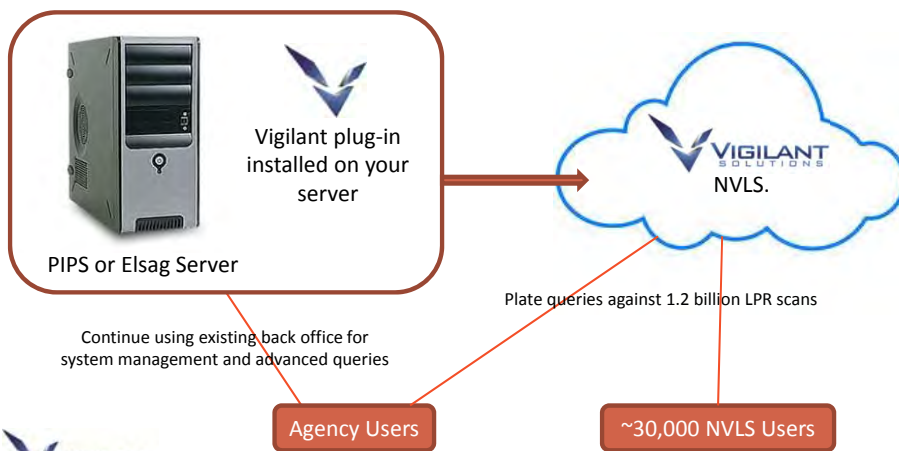 Vigilant plug-in
installed on your
server
PIPS or Elsag Server
VIGILANT
SOLUTIONS
NVLS.
Plate queries against 1.2 billion LPR scans
Continue using existing back office for
system management and advanced queries
Agency Users
~30,000 NVLS Users